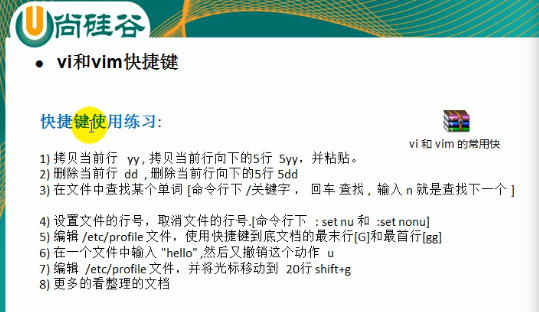 尚硅谷
vi和vim快捷键
快捷键使用练习:
vi 和 vim 的常用快
1) 拷贝当前行 yy , 拷贝当前行向下的5行 5yy，并粘贴。
2) 删除当前行 dd , 删除当前行向下的5行 5dd
3) 在文件中查找某个单词 [命令行下 /关键字 ， 回车 查找 , 输入 n 就是查找下一个 ]
4) 设置文件的行号，取消文件的行号.[命令行下 : set nu 和 :set nonu]
5) 编辑 /etc/profile 文件，使用快捷键到底文档的最末行[G]和最首行[gg]
6) 在一个文件中输入 "hello" ,然后又撤销这个动作 u
7) 编辑 /etc/profile 文件，并将光标移动到 20行 shift+g
8) 更多的看整理的文档